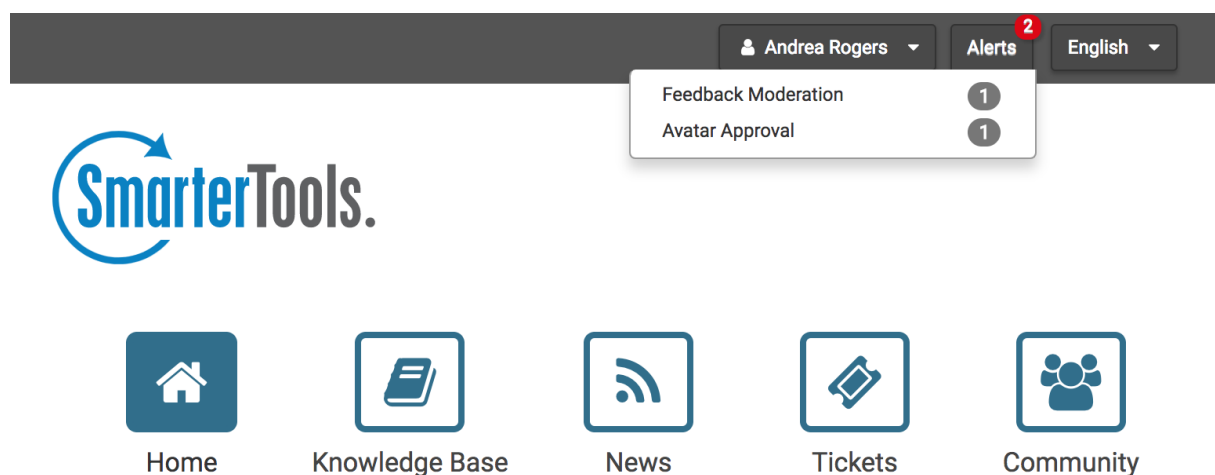 Andrea Rogers
Alerts
2
English
Feedback Moderation 1
Avatar Approval 1
SmarterTools.
Home
Knowledge Base
News
Tickets
Community